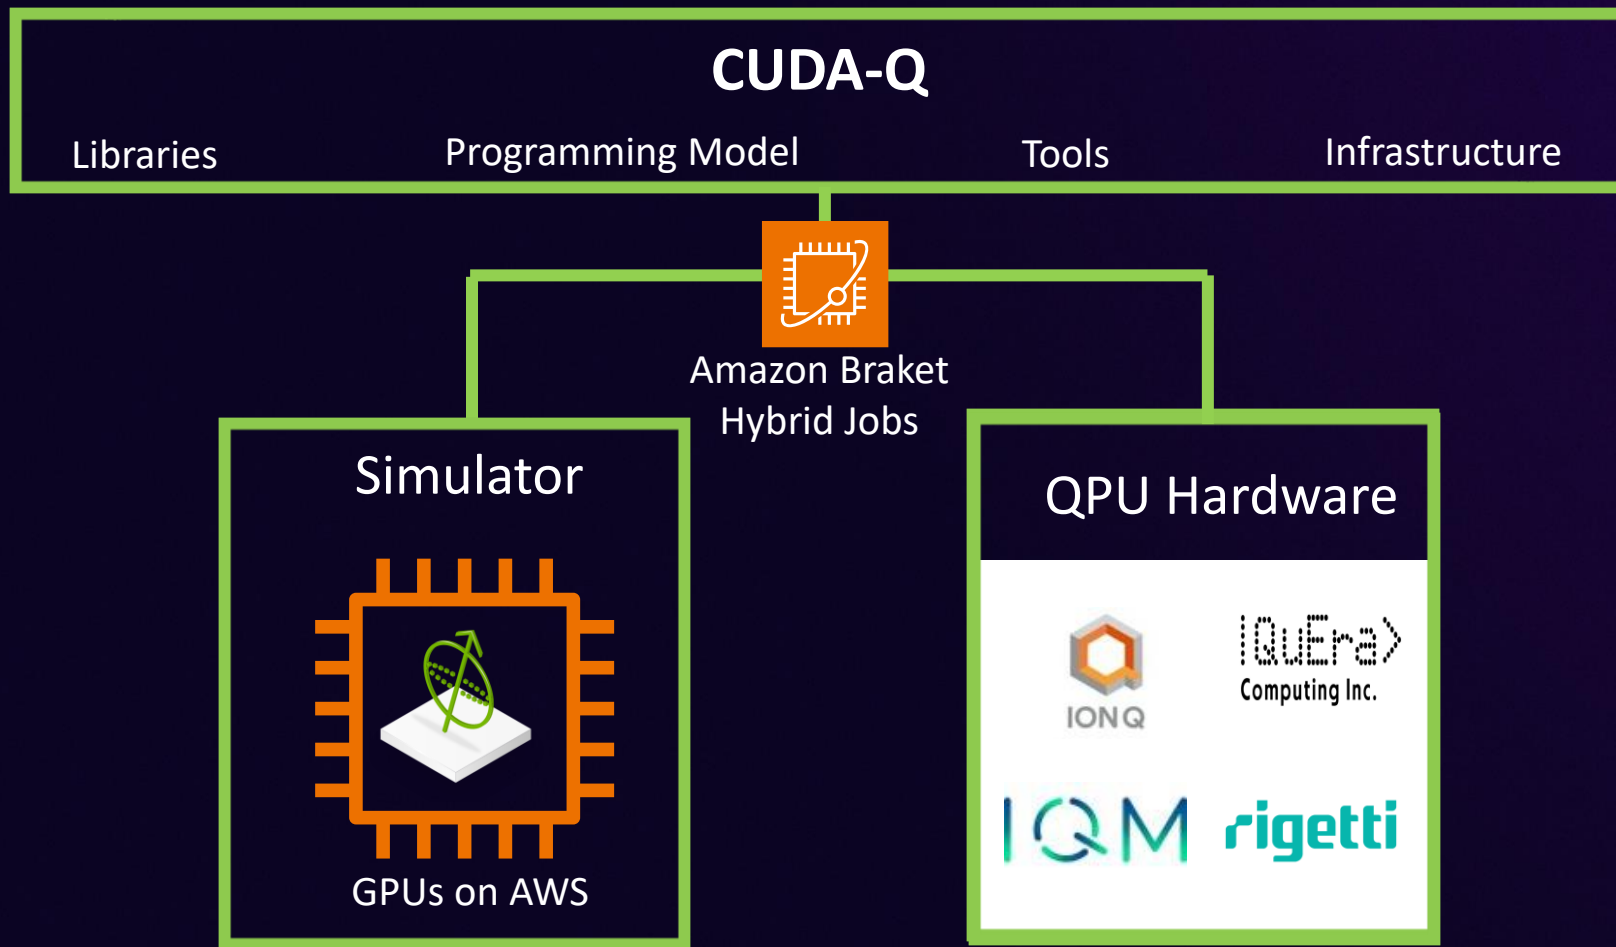 CUDA-Q
Libraries Programming Model Tools Infrastructure
Amazon Braket
Hybrid Jobs
Simulator
GPUs on AWS
QPU Hardware
IONQ
|QuEra>
Computing Inc.
IQM
rigetti